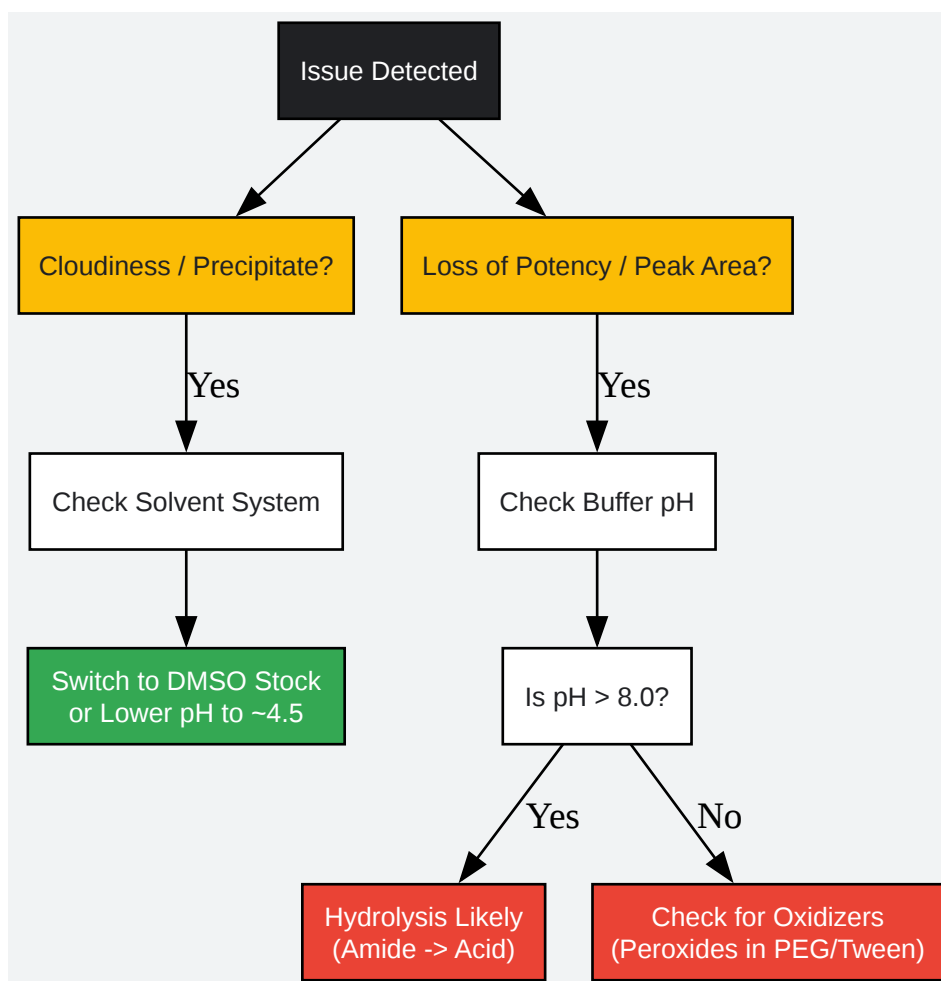 Issue Detected
Cloudiness / Precipitate?
Loss of Potency / Peak Area?
Yes
Yes
Check Solvent System
Check Buffer pH
Switch to DMSO Stock
or Lower pH to ~4.5
Is pH > 8.0?
Yes
No
Hydrolysis Likely
(Amide -> Acid)
Check for Oxidizers
(Peroxides in PEG/Tween)